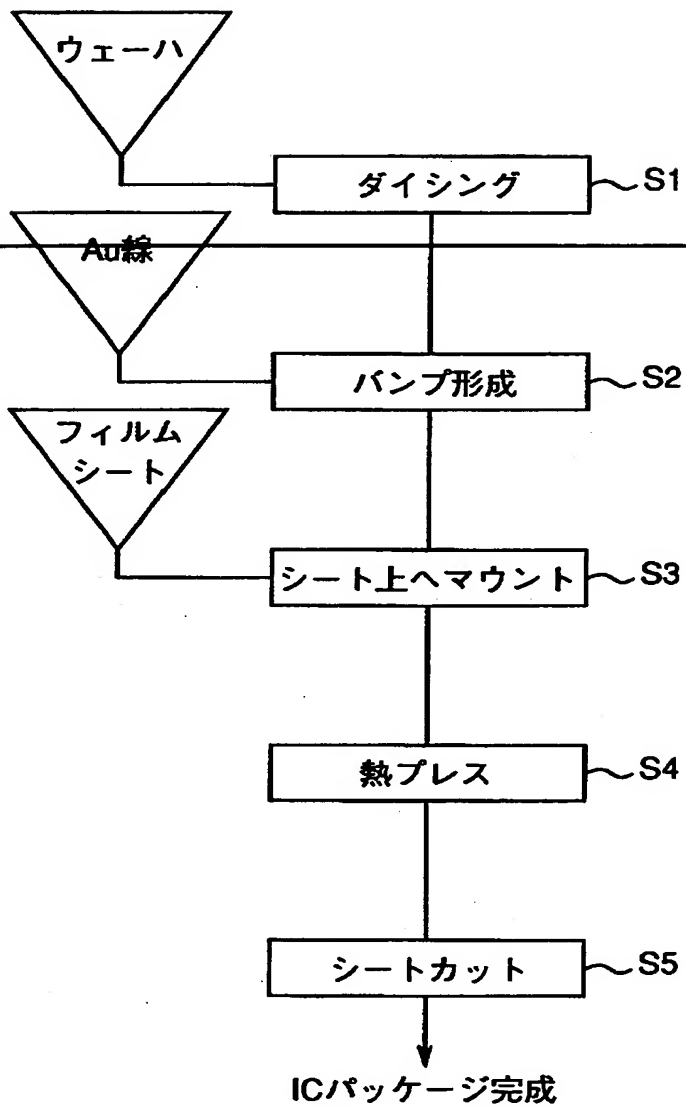 ウェーハ
ダイシング
S1
Au線
バンプ形成
S2
フィルム
シート
シート上へマウント
S3
熱プレス
S4
シートカット
S5
ICパッケージ完成